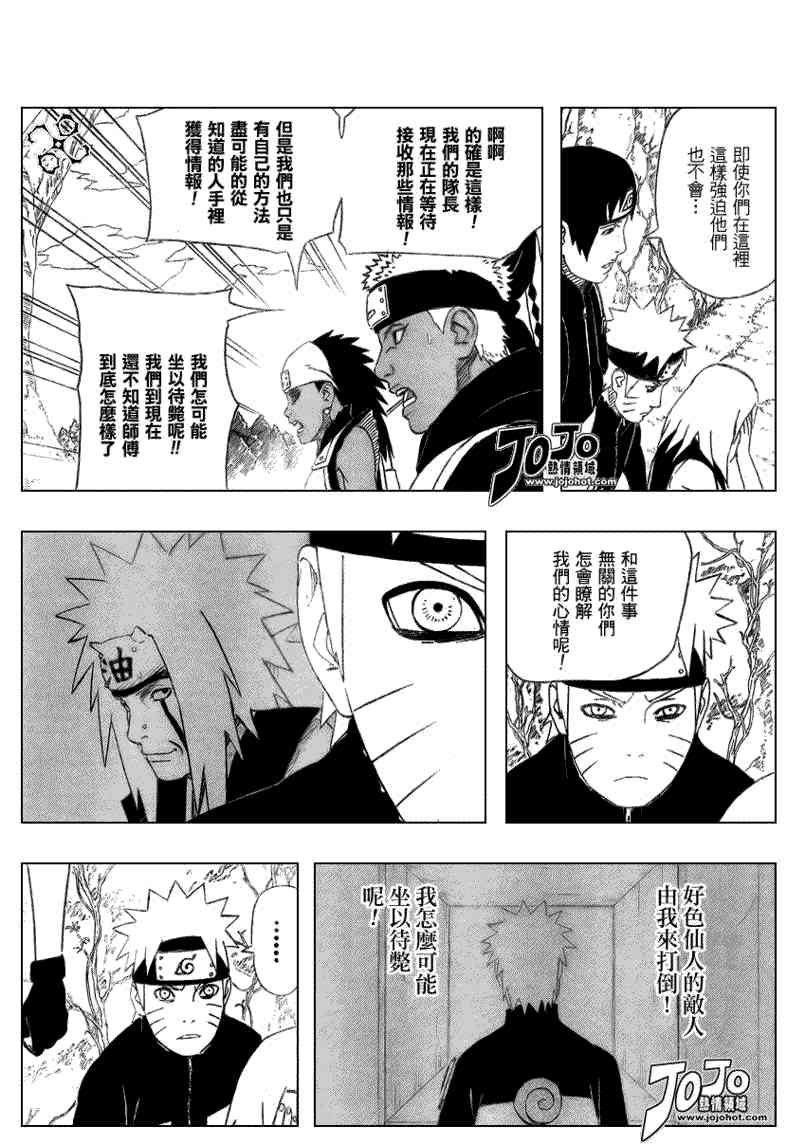 即使你們在這裡
這樣強迫他們
也不會…
啊啊
的確是這樣！
我們的隊長
現在正在等待
接收那些情報！
但是我們也只是
有自己的方法
盡可能的從
知道的人手裡
獲得情報！
我們怎可能
坐以待斃呢!!
我們到現在
還不知道師傅
到底怎麼樣了
JOJO
熱情領域
www.jojohot.com
和這件事
無關的你們
怎會瞭解
我們的心情呢！
油
好色仙人的敵人
由我來打倒！
我怎麼可能
坐以待斃
呢！
……
JOJO
熱情領域
www.jojohot.com